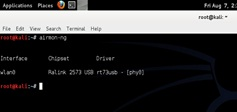 Applications Places
Fri Aug 7, 2
root@kali: ~
File Edit View Search Terminal Help
root@kali:~# airmon-ng
Interface Chipset Driver
wlan0 Ralink 2573 USB rt73usb - [phy0]
root@kali:~#